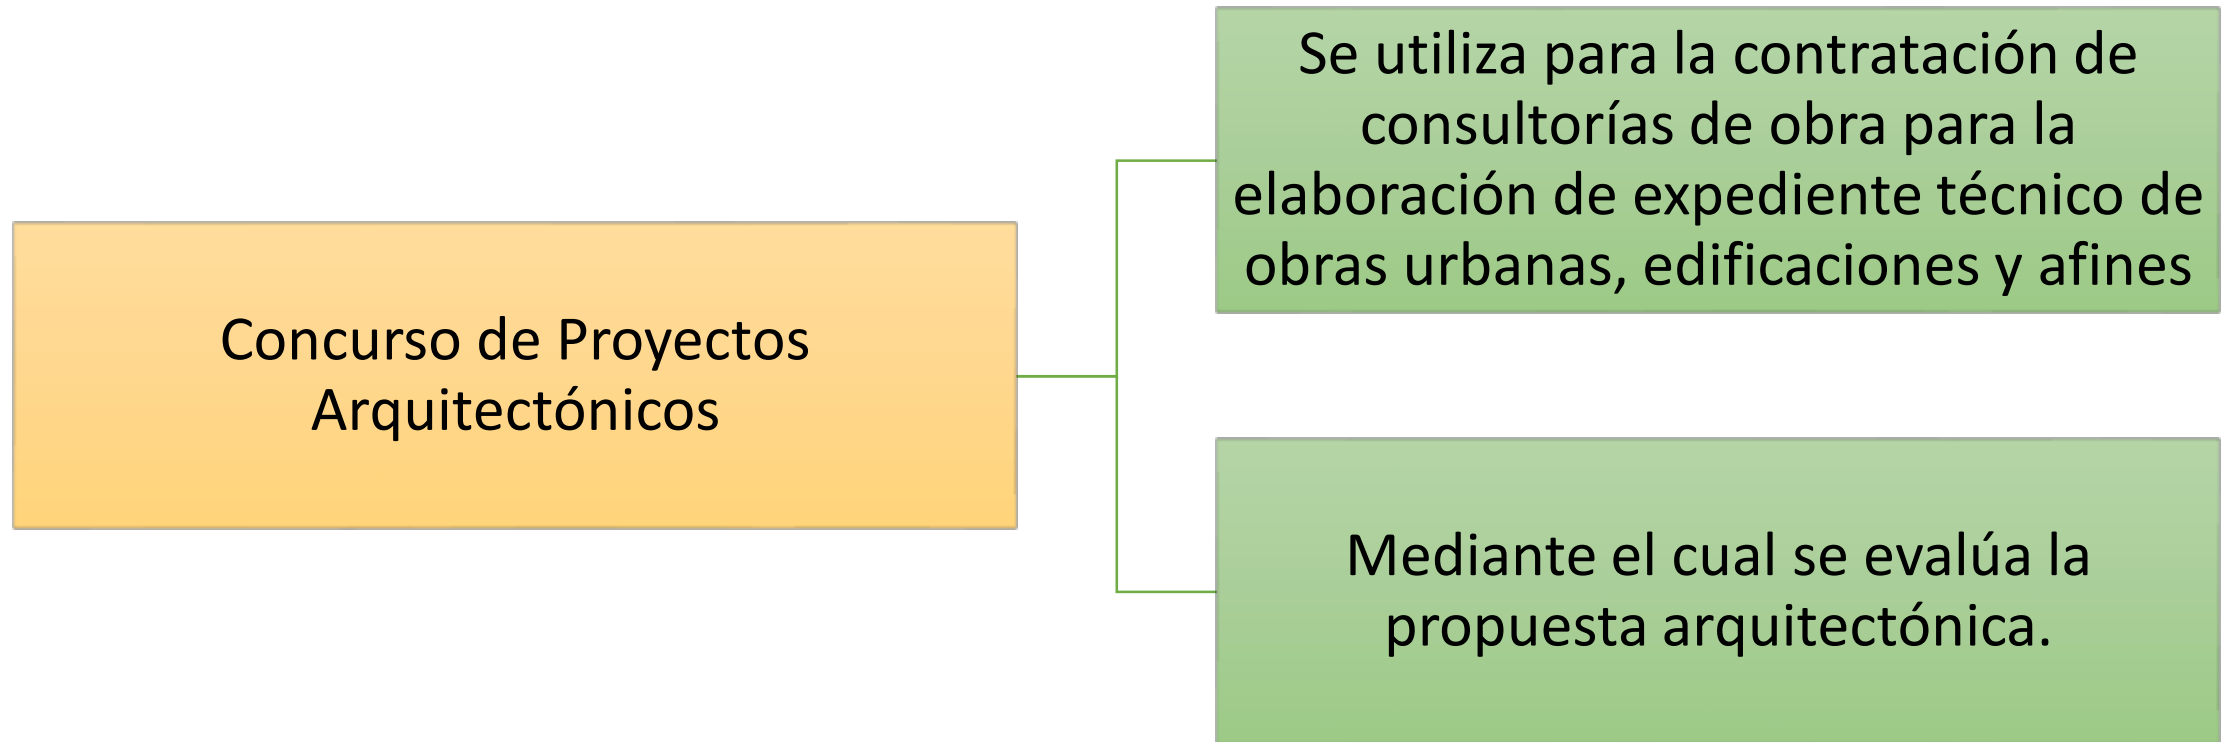 Concurso de Proyectos
Arquitectónicos
Se utiliza para la contratación de
consultorías de obra para la
elaboración de expediente técnico de
obras urbanas, edificaciones y afines
Mediante el cual se evalúa la
propuesta arquitectónica.